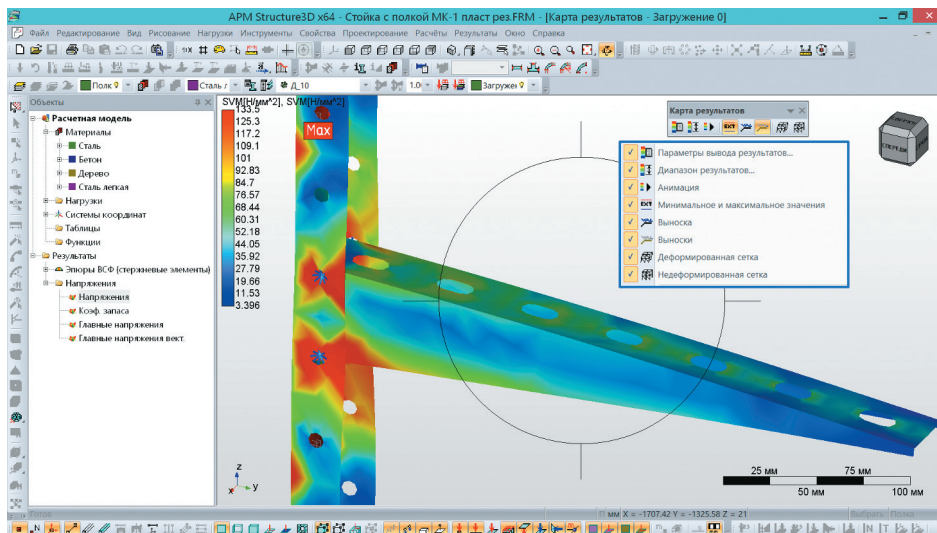 APM Structure3D x64 - Стойка с полкой МК-1 пласт рез.FRM - [Карта результатов - Загружение 0]
Файл Редактирование Вид Рисование Нагрузки Инструменты Свойства Проектирование Расчёты Результаты Окно Справка
Полк
Сталь
Д_10
1.0
Загружен
Объекты
Расчетная модель
Материалы
Сталь
Бетон
Дерево
Сталь легкая
Нагрузки
Системы координат
Таблицы
Функции
Результаты
Эпюры ВСФ (стержневые элементы)
Напряжения
Напряжения
Коэф. запаса
Главные напряжения
Главные напряжения вект.
SVM[Н/мм^2], SVM[Н/мм^2]
133.5
125.3
117.2
109.1
101
92.83
84.7
76.57
68.44
60.31
52.18
44.05
35.92
27.79
19.66
11.53
3.396
Max
Карта результатов
EXT
Параметры вывода результатов...
Диапазон результатов...
Анимация
EXT Минимальное и максимальное значения
Выноска
Выноски
Деформированная сетка
Недеформированная сетка
СПЕРЕДИ
z
x y
25 мм 75 мм
50 мм 100 мм
Готов
мм X = -1707.42 Y = -1325.58 Z = 21
Выбрать: Полка